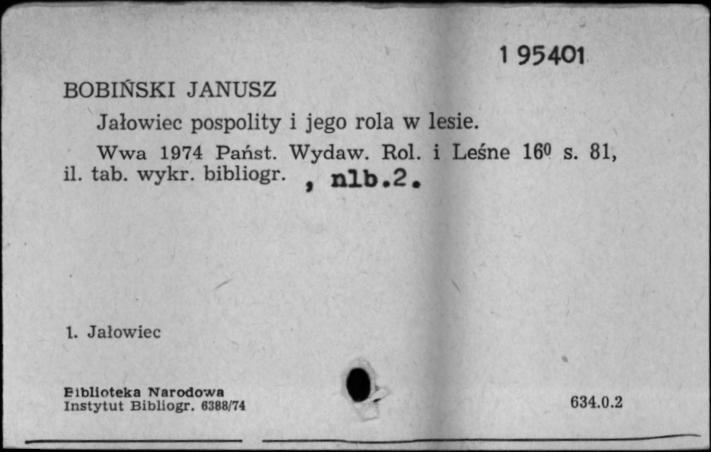 1 95401
BOBIŃSKI JANUSZ
Jałowiec pospolity i jego rola w lesie.
Wwa 1974 Państ. Wydaw. Rol. i Leśne 16⁰ s. 81,
il. tab. wykr. bibliogr. , nlb.2.
1. Jałowiec
Biblioteka Narodowa
Instytut Bibliogr. 6388/74
634.0.2